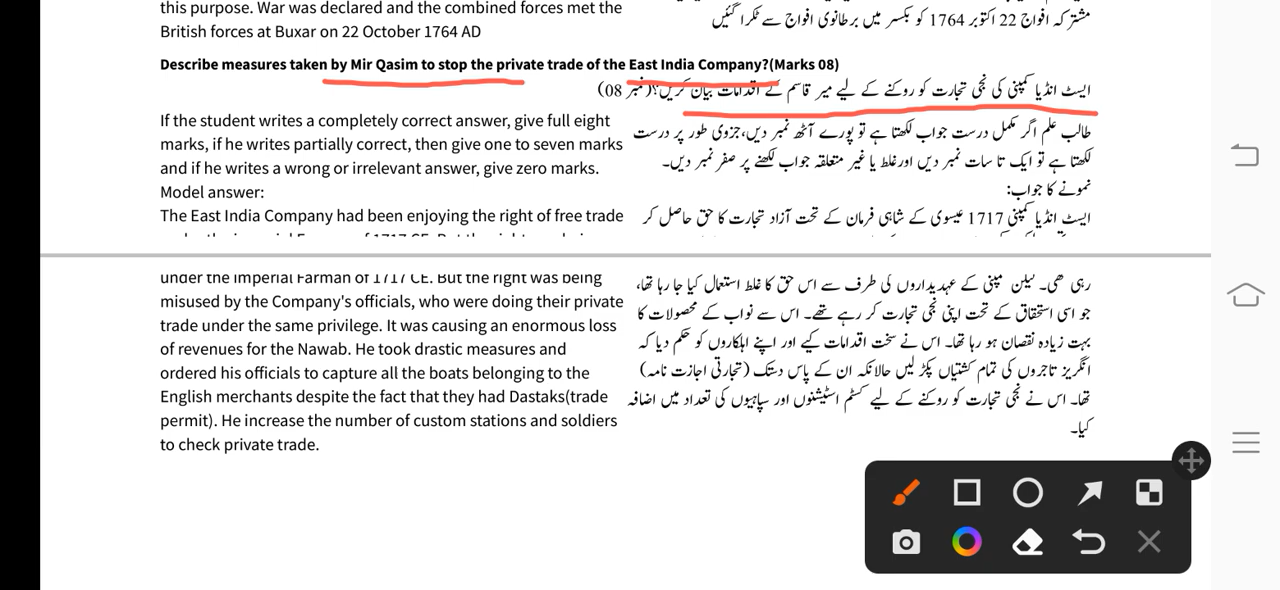 this purpose. War was declared and the combined forces met the
British forces at Buxar on 22 October 1764 AD
مشترکہ افواج 22 اکتوبر 1764 کو بکسر میں برطانوی افواج سے ٹکرا گئیں
Describe measures taken by Mir Qasim to stop the private trade of the East India Company?(Marks 08)
ایسٹ انڈیا کمپنی کی نجی تجارت کو روکنے کے لیے میر قاسم کے اقدامات بیان کریں؟(نمبر 08)
If the student writes a completely correct answer, give full eight
marks, if he writes partially correct, then give one to seven marks
and if he writes a wrong or irrelevant answer, give zero marks.
Model answer:
The East India Company had been enjoying the right of free trade
طالب علم اگر مکمل درست جواب لکھتا ہے تو پورے آٹھ نمبر دیں،جزوی طور پر درست
لکھتا ہے تو ایک تا سات نمبر دیں اورغلط یا غیر متعلقہ جواب لکھنے پر صفر نمبر دیں۔
نمونے کا جواب:
ایسٹ انڈیا کمپنی 1717 عیسوی کے شاہی فرمان کے تحت آزاد تجارت کا حق حاصل کر
under the imperial Farman of 1717 CE. But the right was being
misused by the Company's officials, who were doing their private
trade under the same privilege. It was causing an enormous loss
of revenues for the Nawab. He took drastic measures and
ordered his officials to capture all the boats belonging to the
English merchants despite the fact that they had Dastaks(trade
permit). He increase the number of custom stations and soldiers
to check private trade.
رہی تھی۔ لیکن کمپنی کے عہدیداروں کی طرف سے اس حق کا غلط استعمال کیا جا رہا تھا،
جو اسی استحقاق کے تحت اپنی نجی تجارت کر رہے تھے۔ اس سے نواب کے محصولات کا
بہت زیادہ نقصان ہو رہا تھا۔ اس نے سخت اقدامات کیے اور اپنے اہلکاروں کو حکم دیا کہ
انگریز تاجروں کی تمام کشتیاں پکڑ لیں حالانکہ ان کے پاس دستک (تجارتی اجازت نامہ)
تھا۔ اس نے نجی تجارت کو روکنے کے لیے کسٹم اسٹیشنوں اور سپاہیوں کی تعداد میں اضافہ
کیا۔